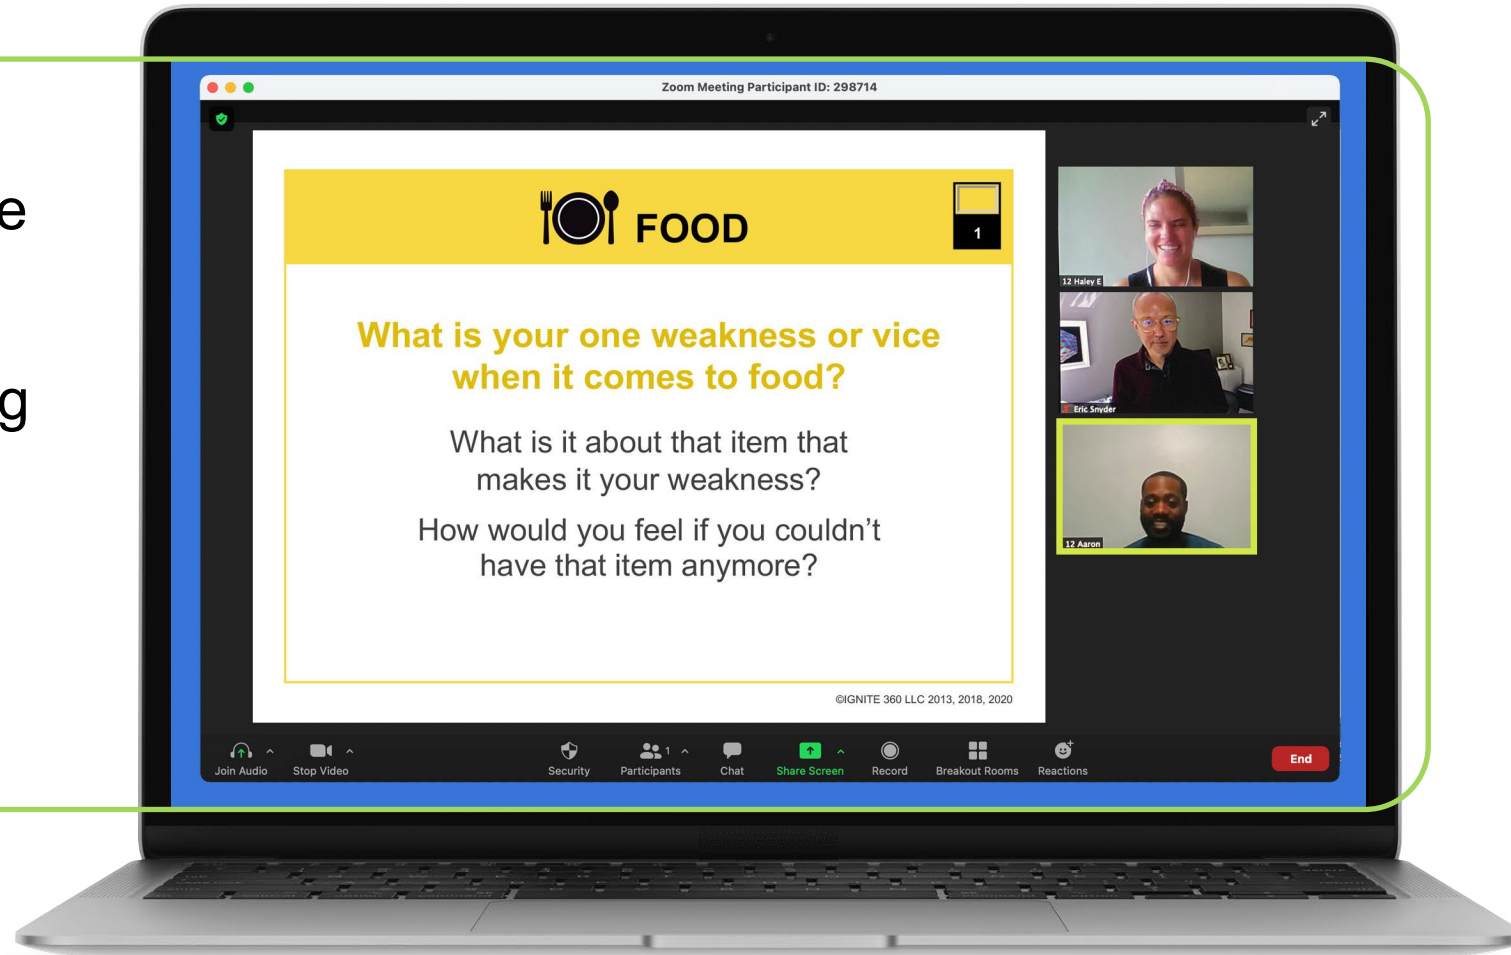 e
g
Zoom Meeting Participant ID: 298714
FOOD
1
What is your one weakness or vice
when it comes to food?
What is it about that item that
makes it your weakness?
How would you feel if you couldn’t
have that item anymore?
©IGNITE 360 LLC 2013, 2018, 2020
12 Haley E
Eric Snyder
12 Aaron
Join Audio
Stop Video
Security
1
Participants
Chat
Share Screen
Record
Breakout Rooms
Reactions
End